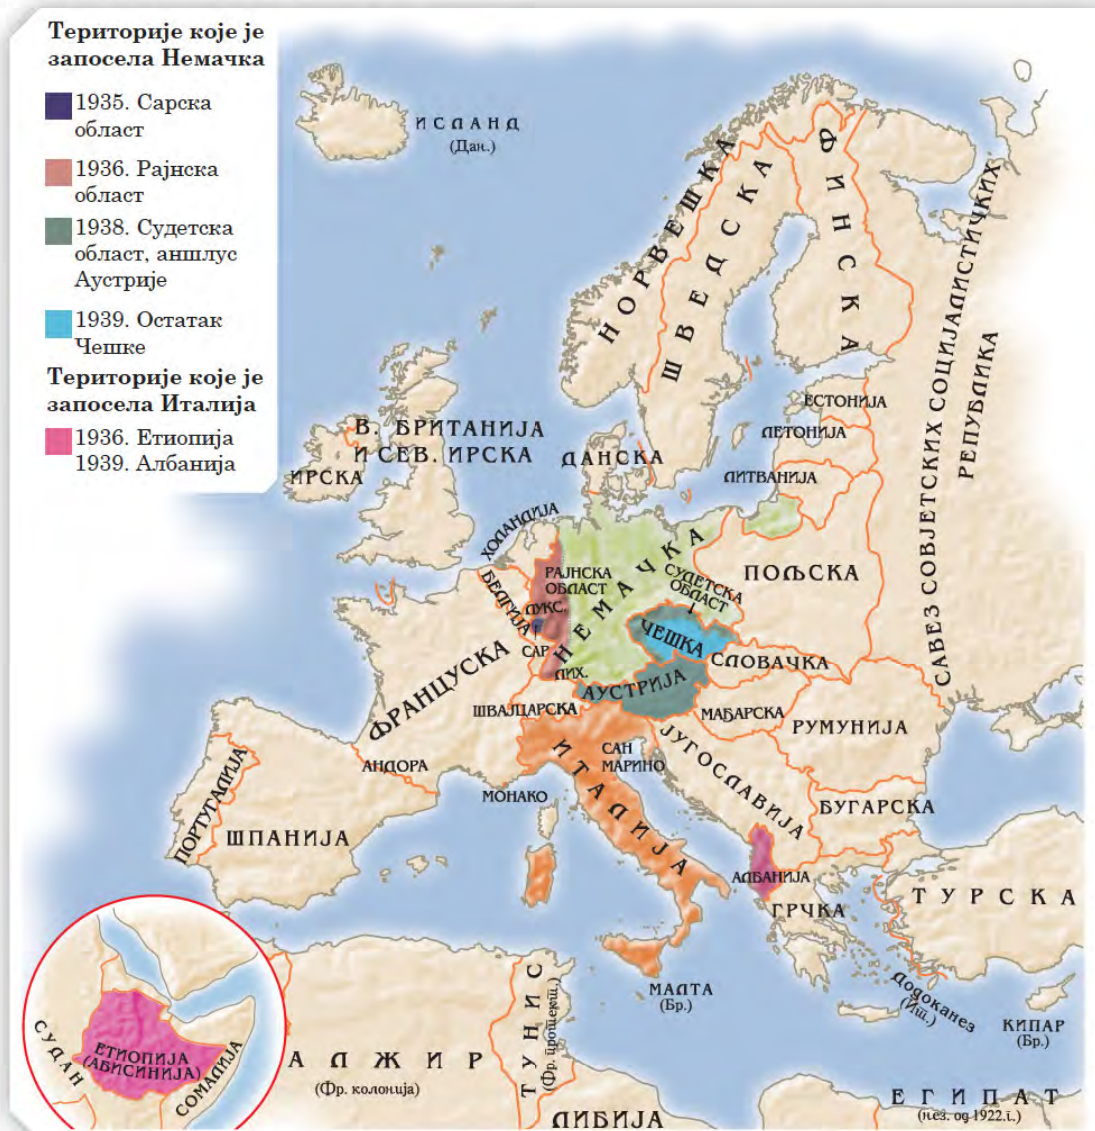 Територије које је
запосела Немачка
1935. Сарска
област
1936. Рајнска
област
1938. Судетска
област, аншлус
Аустрије
1939. Остатак
Чешке
Територије које је
запосела Италија
1936. Етиопија
1939. Албанија
ИСЛАНД
(Дан.)
НОРВЕШКА
ШВЕДСКА
ФИНСКА
САВЕЗ СОВЈЕТСКИХ СОЦИЈАЛИСТИЧКИХ
РЕПУБЛИКА
ЕСТОНИЈА
ЛЕТОНИЈА
ЛИТВАНИЈА
В. БРИТАНИЈА
И СЕВ. ИРСКА
ИРСКА
ДАНСКА
ХОЛАНДИЈА
БЕЛГИЈА
ЛУКС.
РАЈНСКА
ОБЛАСТ
НЕМАЧКА
СУДЕТСКА
ОБЛАСТ
ПОЉСКА
САР
ЧЕШКА
СЛОВАЧКА
ЛИХ.
АУСТРИЈА
ФРАНЦУСКА
ШВАЈЦАРСКА
МАЂАРСКА
РУМУНИЈА
ИТАЛИЈА
САН
МАРИНО
ЈУГОСЛАВИЈА
АНДОРА
МОНАКО
ПОРТУГАЛИЈА
ШПАНИЈА
БУГАРСКА
АЛБАНИЈА
ГРЧКА
ТУРСКА
МАЛТА
(Бр.)
Додоканез
(Ит.)
КИПАР
(Бр.)
СУДАН
ЕТИОПИЈА
(АБИСИНИЈА)
СОМАЛИЈА
АЛЖИР
(Фр. колонија)
ТУНИС
(Фр. протект.)
ЛИБИЈА
ЕГИПАТ
(нез. од 1922.г.)